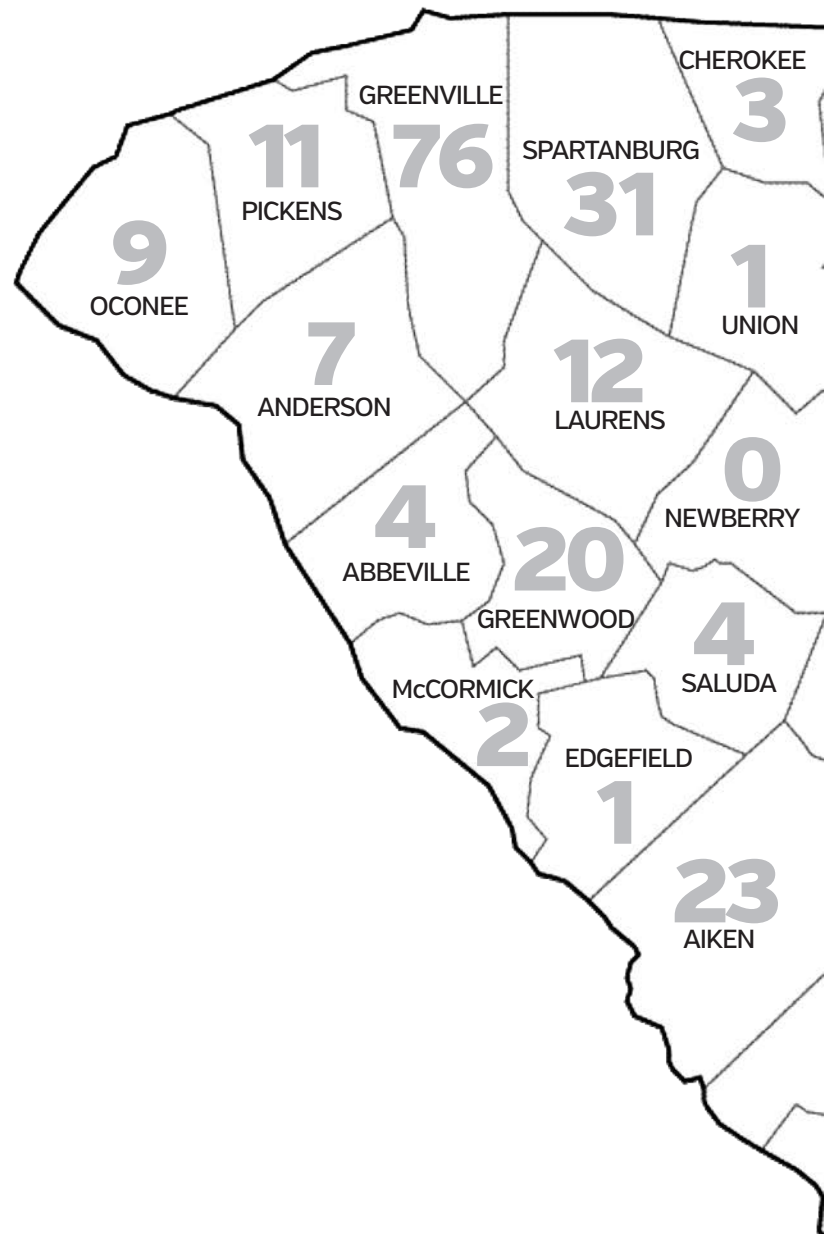 CHEROKEE
3
GREENVILLE
76
SPARTANBURG
31
11
PICKENS
9
OCONEE
1
UNION
7
ANDERSON
12
LAURENS
0
NEWBERRY
4
ABBEVILLE
20
GREENWOOD
4
SALUDA
McCORMICK
2
EDGEFIELD
1
23
AIKEN